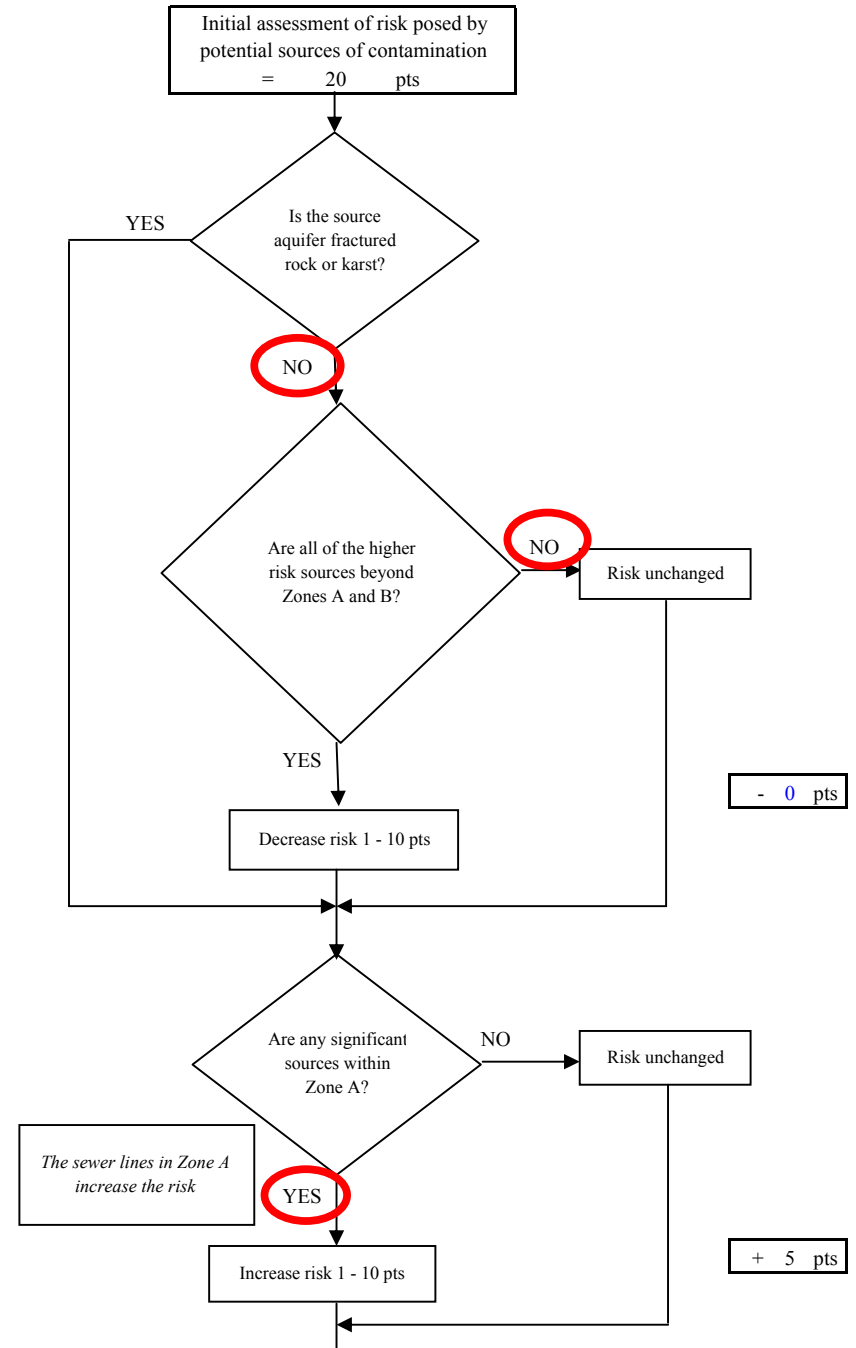 Initial assessment of risk posed by
potential sources of contamination
= 20 pts
YES
Is the source
aquifer fractured
rock or karst?
NO
Are all of the higher
risk sources beyond
Zones A and B?
NO
Risk unchanged
YES
- 0 pts
Decrease risk 1 - 10 pts
Are any significant
sources within
Zone A?
NO
Risk unchanged
The sewer lines in Zone A
increase the risk
YES
+ 5 pts
Increase risk 1 - 10 pts